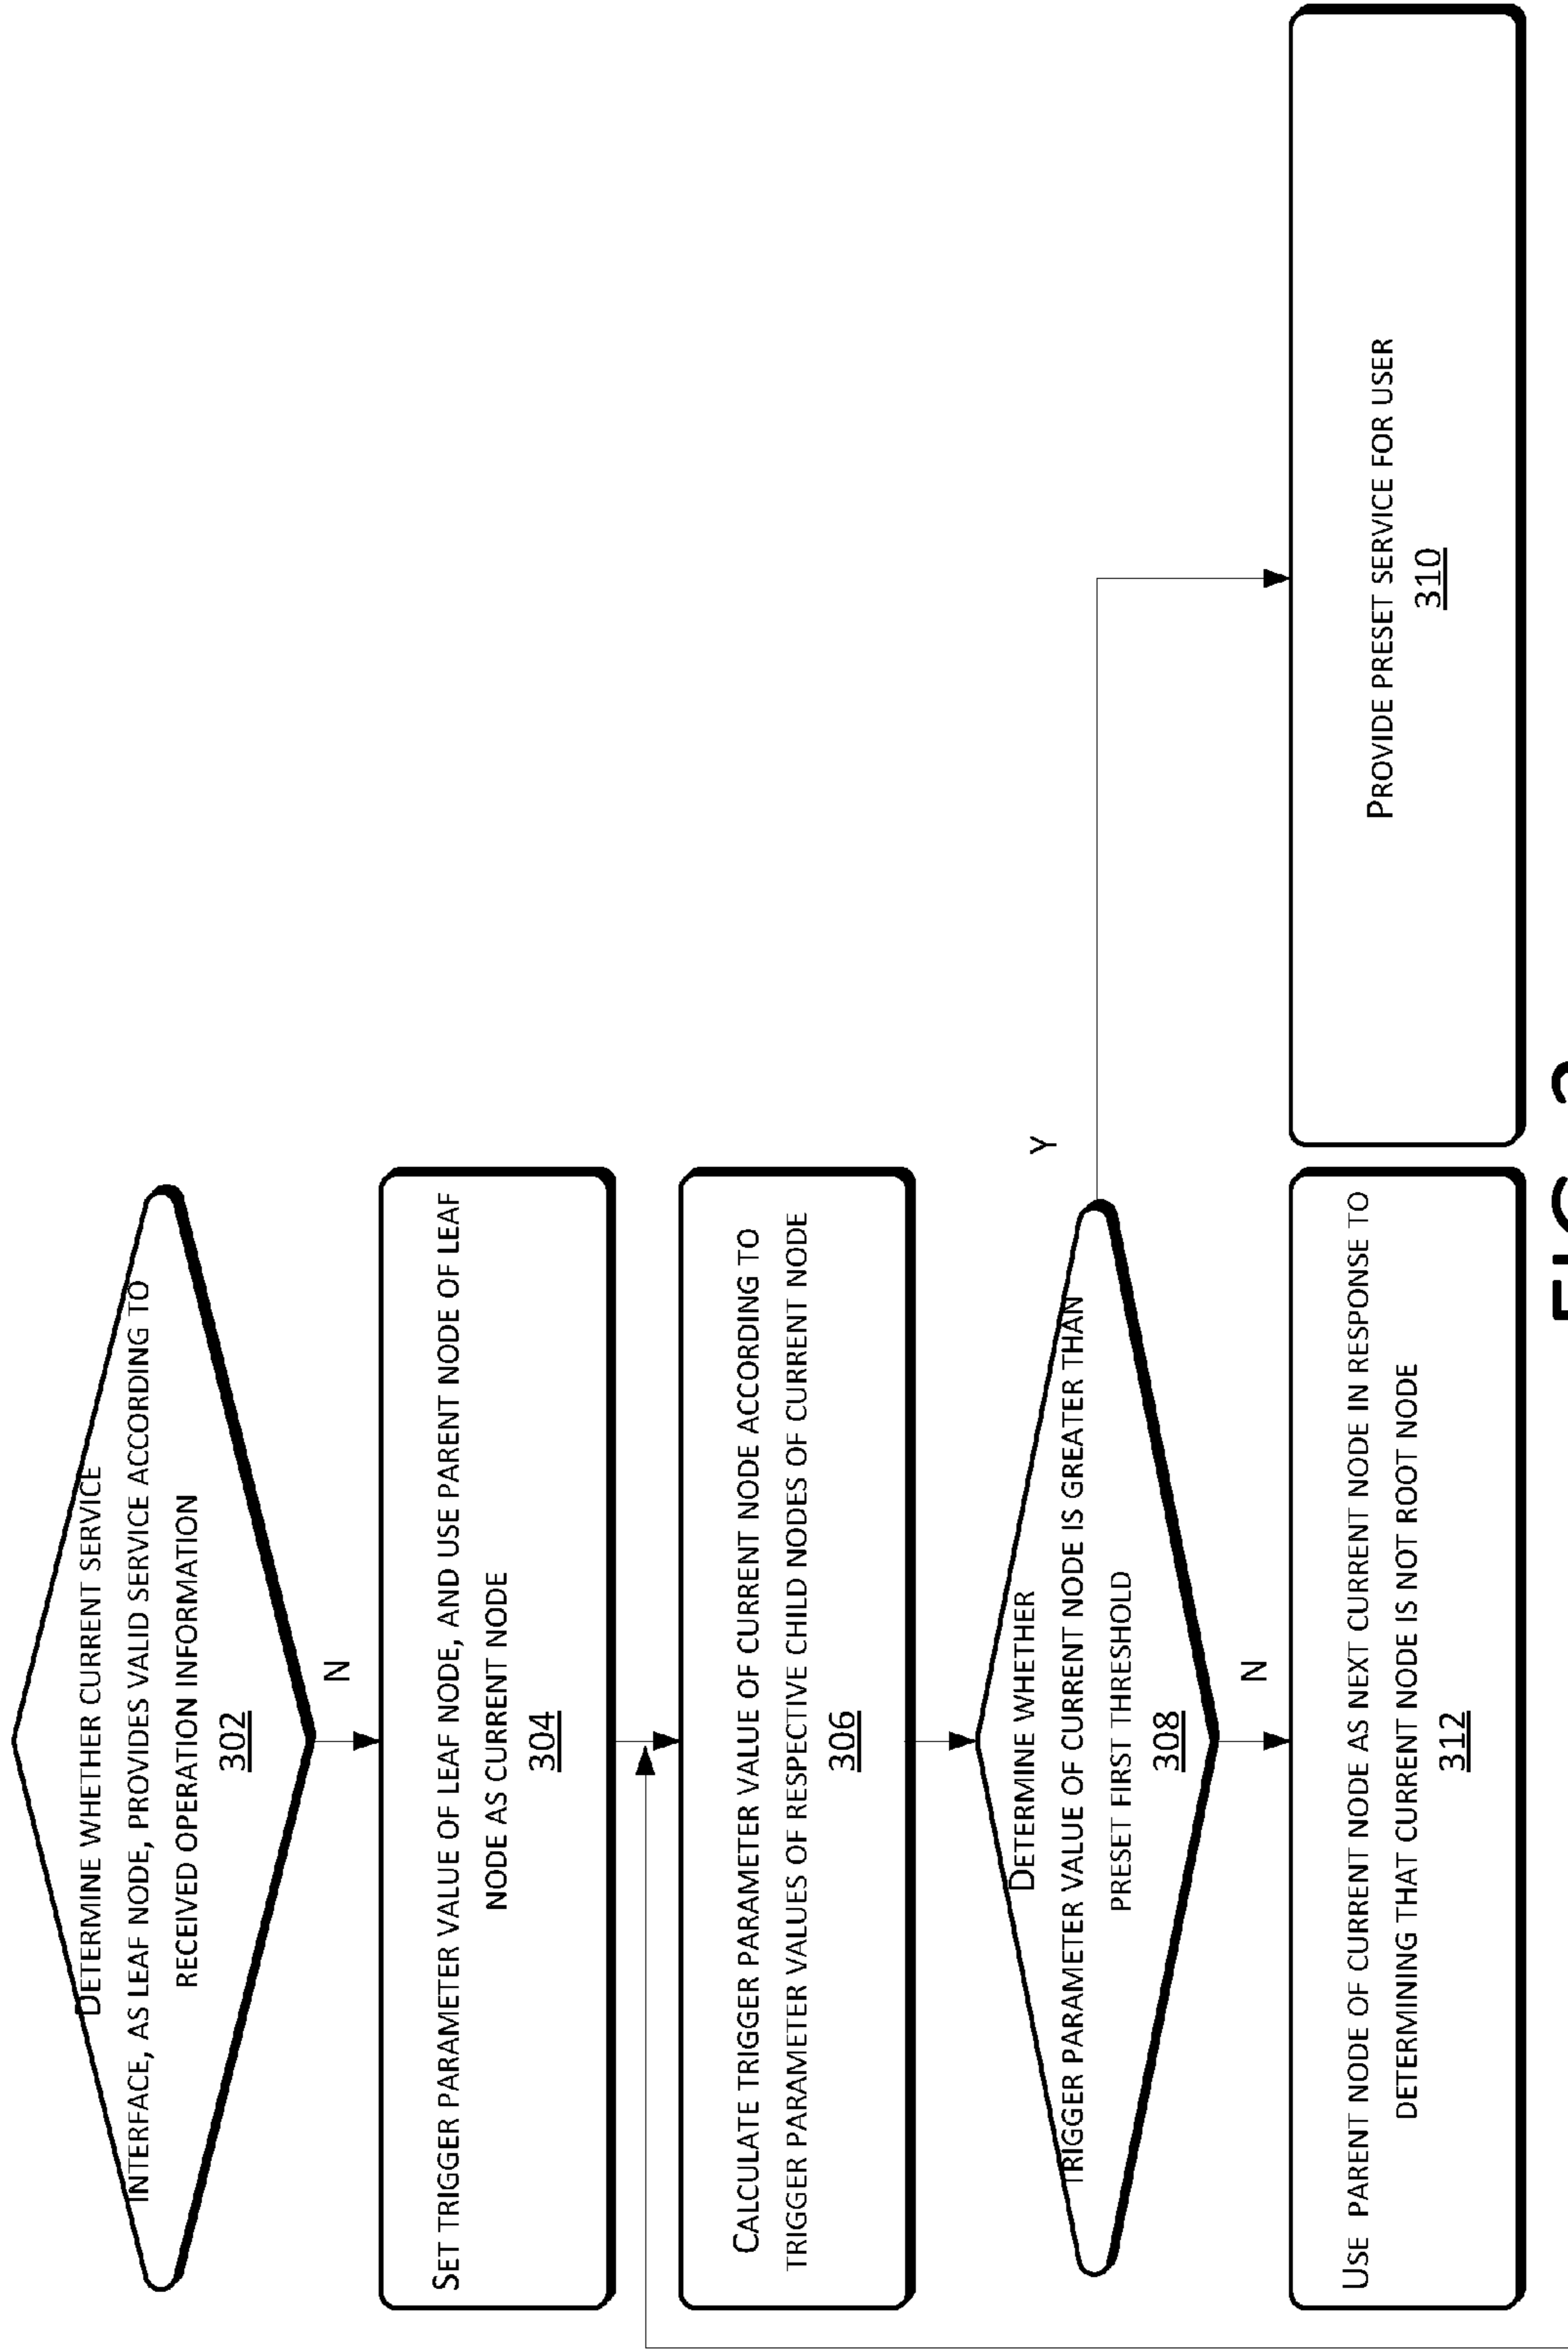 DETERMINE WHETHER CURRENT SERVICE
INTERFACE, AS LEAF NODE, PROVIDES VALID SERVICE ACCORDING TO
RECEIVED OPERATION INFORMATION
302
N
SET TRIGGER PARAMETER VALUE OF LEAF NODE, AND USE PARENT NODE OF LEAF
NODE AS CURRENT NODE
304
CALCULATE TRIGGER PARAMETER VALUE OF CURRENT NODE ACCORDING TO
TRIGGER PARAMETER VALUES OF RESPECTIVE CHILD NODES OF CURRENT NODE
306
DETERMINE WHETHER
TRIGGER PARAMETER VALUE OF CURRENT NODE IS GREATER THAN
PRESET FIRST THRESHOLD
308
Y
N
USE PARENT NODE OF CURRENT NODE AS NEXT CURRENT NODE IN RESPONSE TO
DETERMINING THAT CURRENT NODE IS NOT ROOT NODE
312
PROVIDE PRESET SERVICE FOR USER
310